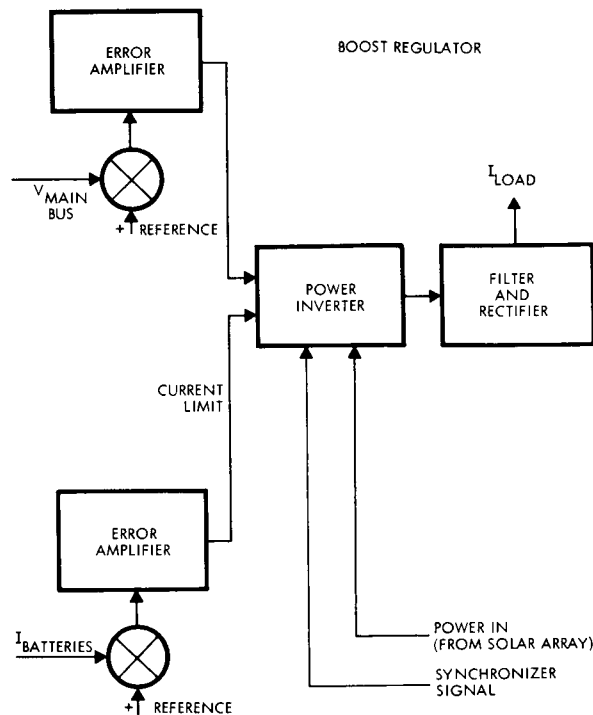 BOOST REGULATOR
ERROR
AMPLIFIER
V MAIN
BUS
+ REFERENCE
I LOAD
POWER
INVERTER
FILTER
AND
RECTIFIER
CURRENT
LIMIT
ERROR
AMPLIFIER
I BATTERIES
+ REFERENCE
POWER IN
(FROM SOLAR ARRAY)
SYNCHRONIZER
SIGNAL